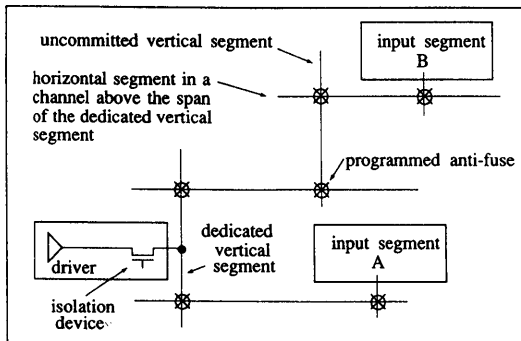 uncommitted vertical segment
input segment
B
horizontal segment in a
channel above the span
of the dedicated vertical
segment
programmed anti-fuse
dedicated
vertical
segment
input segment
A
driver
isolation
device